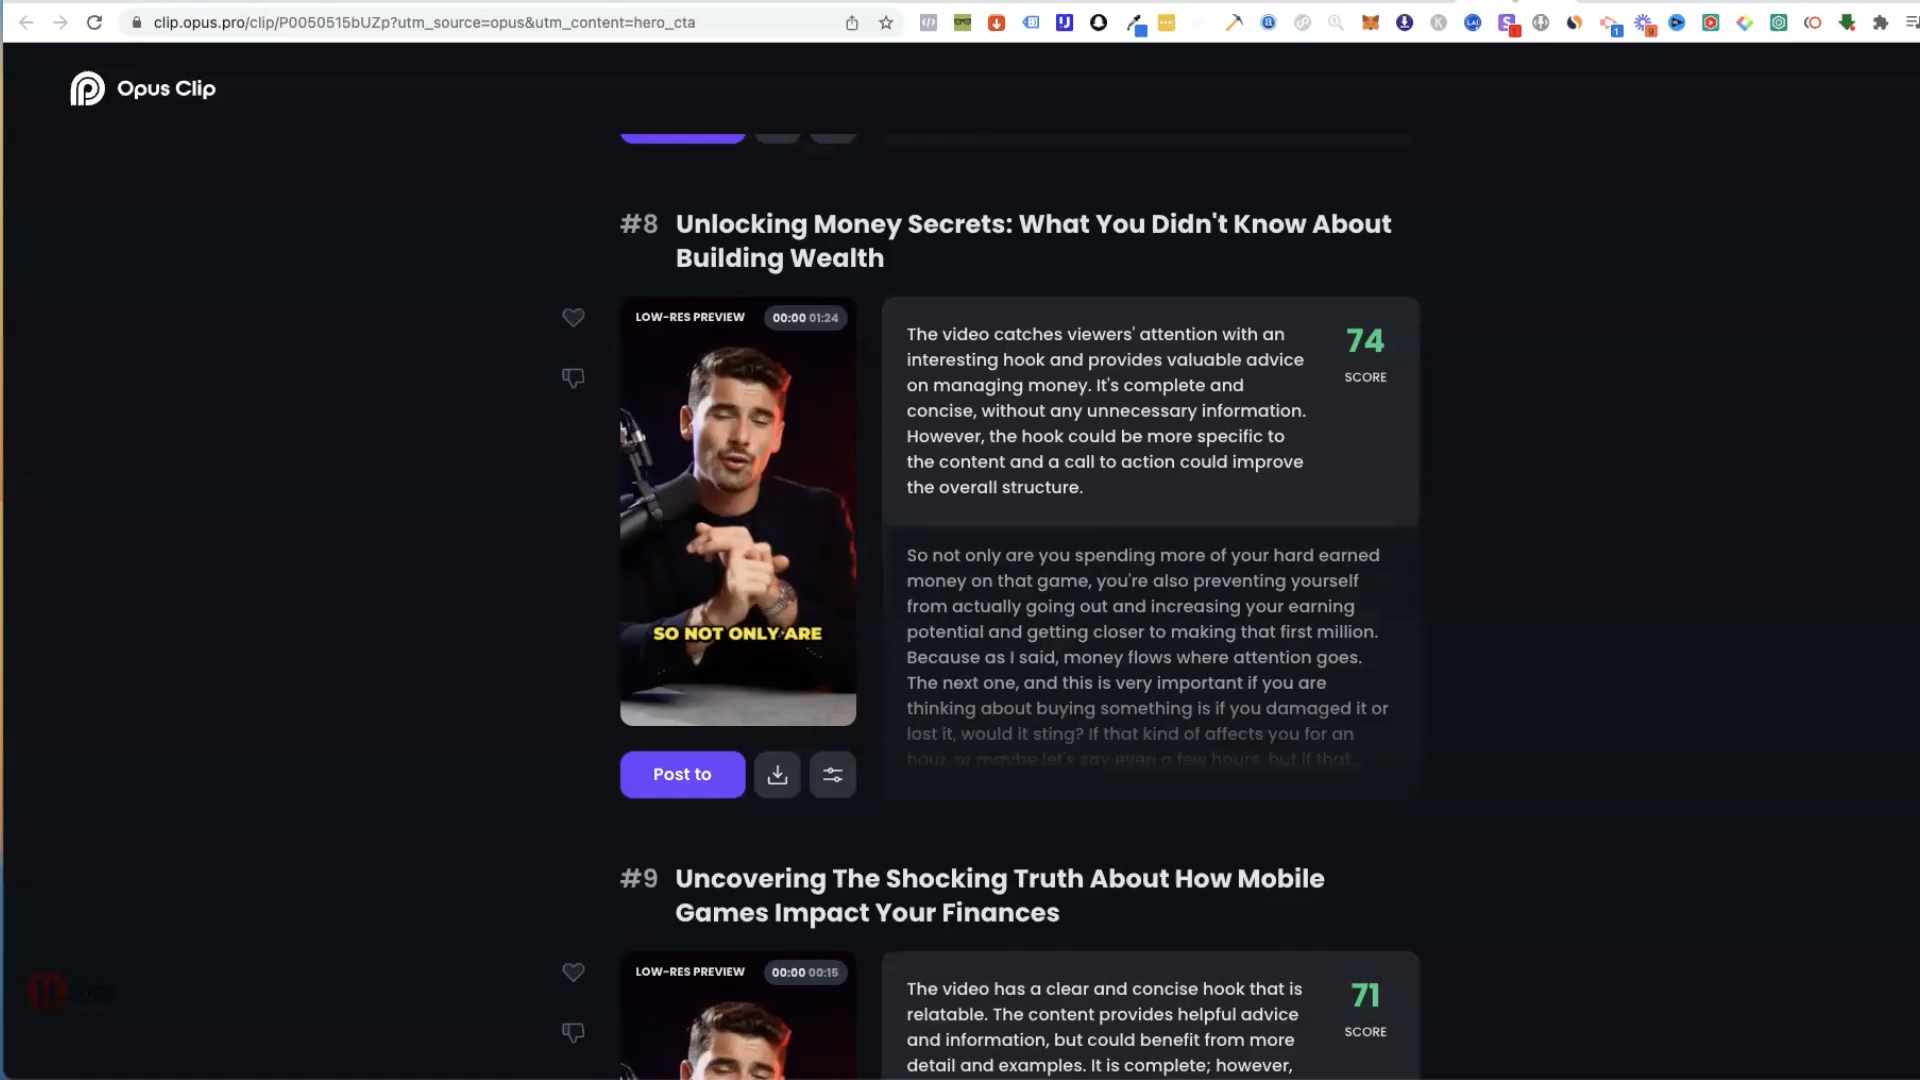 clip.opus.pro/clip/P0050515bUZp?utm_source=opus&utm_content=hero_cta
Opus Clip
#8 Unlocking Money Secrets: What You Didn't Know About
Building Wealth
LOW-RES PREVIEW 00:00 01:24
SO NOT ONLY ARE
The video catches viewers' attention with an
interesting hook and provides valuable advice
on managing money. It's complete and
concise, without any unnecessary information.
However, the hook could be more specific to
the content and a call to action could improve
the overall structure.
74
SCORE
So not only are you spending more of your hard earned
money on that game, you're also preventing yourself
from actually going out and increasing your earning
potential and getting closer to making that first million.
Because as I said, money flows where attention goes.
The next one, and this is very important if you are
thinking about buying something is if you damaged it or
lost it, would it sting? If that kind of affects you for an
hour, or maybe let's say even a few hours, but if that...
Post to
#9 Uncovering The Shocking Truth About How Mobile
Games Impact Your Finances
LOW-RES PREVIEW 00:00 00:15
The video has a clear and concise hook that is
relatable. The content provides helpful advice
and information, but could benefit from more
detail and examples. It is complete; however,
71
SCORE